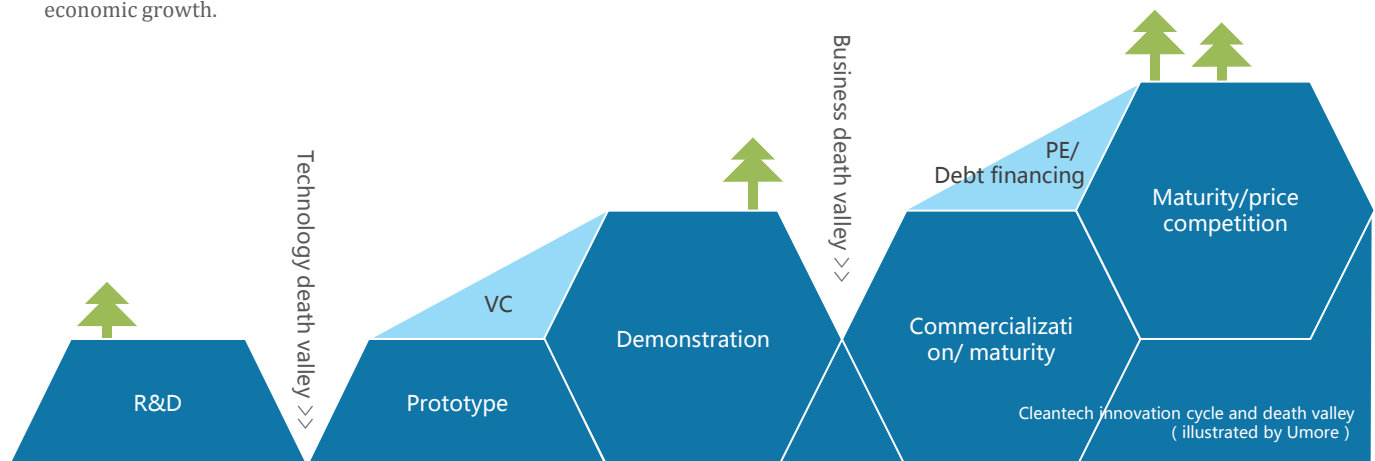 economic growth.
R&D
Technology death valley >>
Prototype
VC
Demonstration
Business death valley >>
Commercializati
on/ maturity
PE/
Debt financing
Maturity/price
competition
Cleantech innovation cycle and death valley
( illustrated by Umore )